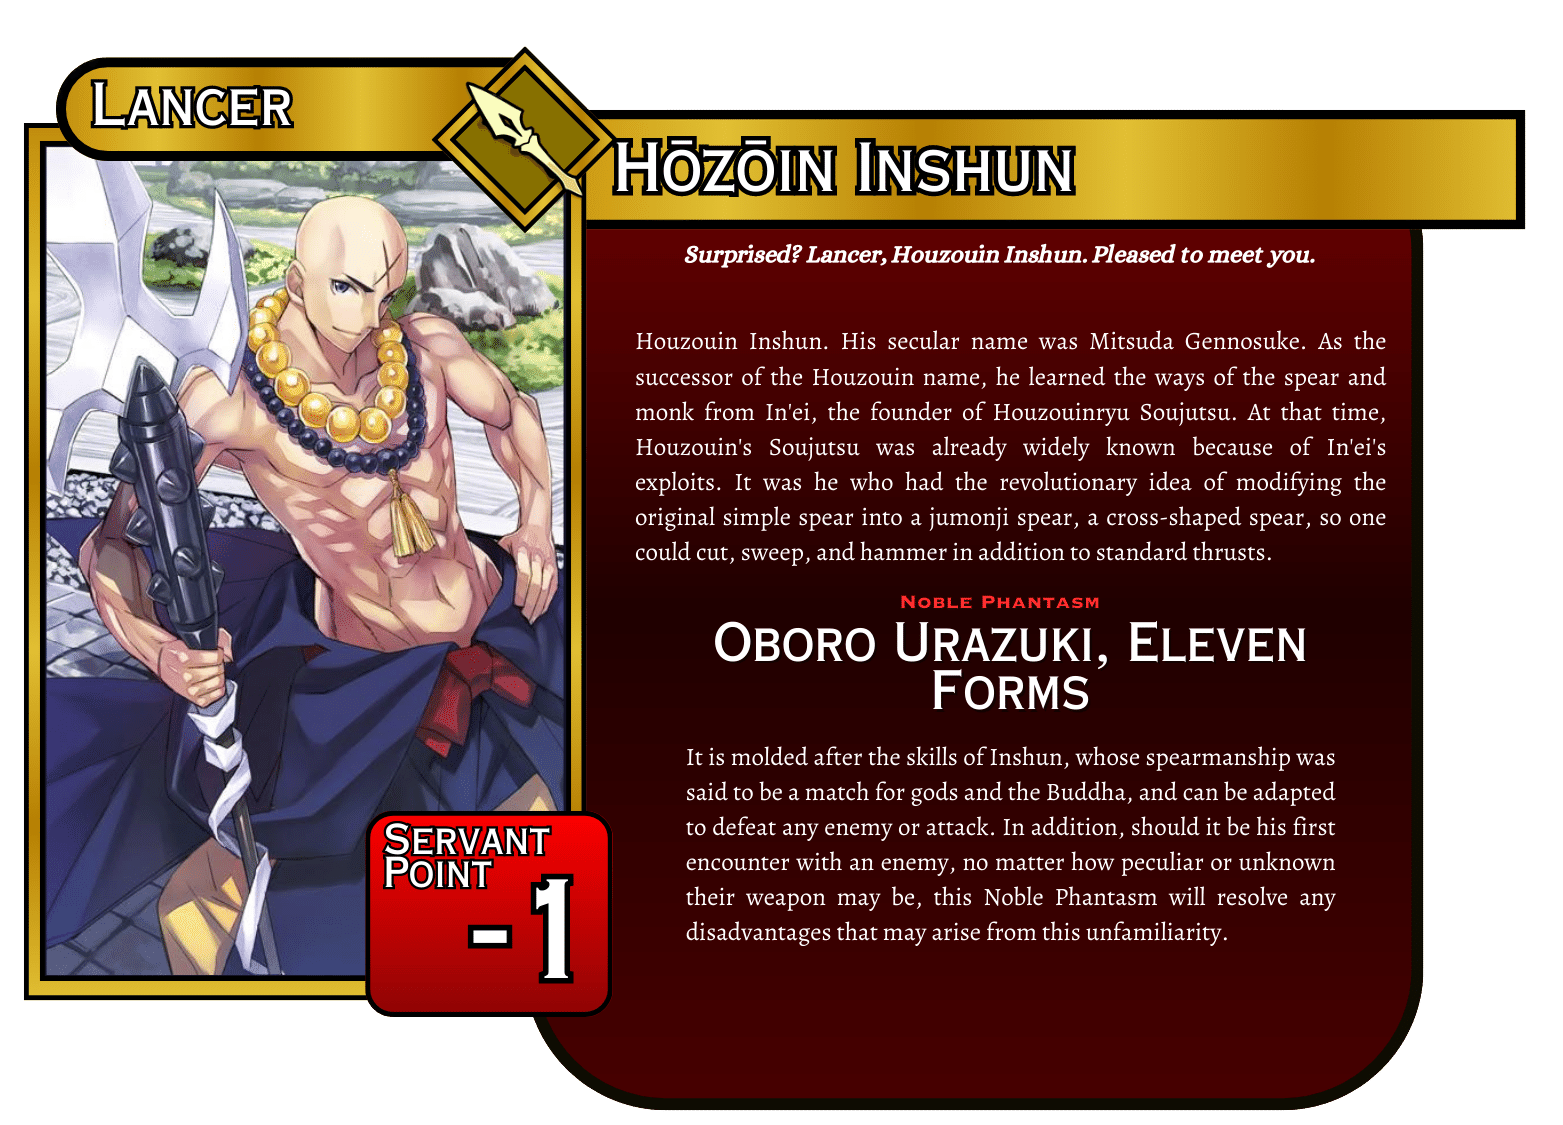 Lancer
Hōzōin Inshun
Surprised? Lancer, Houzouin Inshun. Pleased to meet you.
Houzouin Inshun. His secular name was Mitsuda Gennosuke. As the
successor of the Houzouin name, he learned the ways of the spear and
monk from In'ei, the founder of Houzouinryu Soujutsu. At that time,
Houzouin's Soujutsu was already widely known because of In'ei's
exploits. It was he who had the revolutionary idea of modifying the
original simple spear into a jumonji spear, a cross-shaped spear, so one
could cut, sweep, and hammer in addition to standard thrusts.
Noble Phantasm
Oboro Urazuki, Eleven
Forms
It is molded after the skills of Inshun, whose spearmanship was
said to be a match for gods and the Buddha, and can be adapted
to defeat any enemy or attack. In addition, should it be his first
encounter with an enemy, no matter how peculiar or unknown
their weapon may be, this Noble Phantasm will resolve any
disadvantages that may arise from this unfamiliarity.
Servant
Point
-1